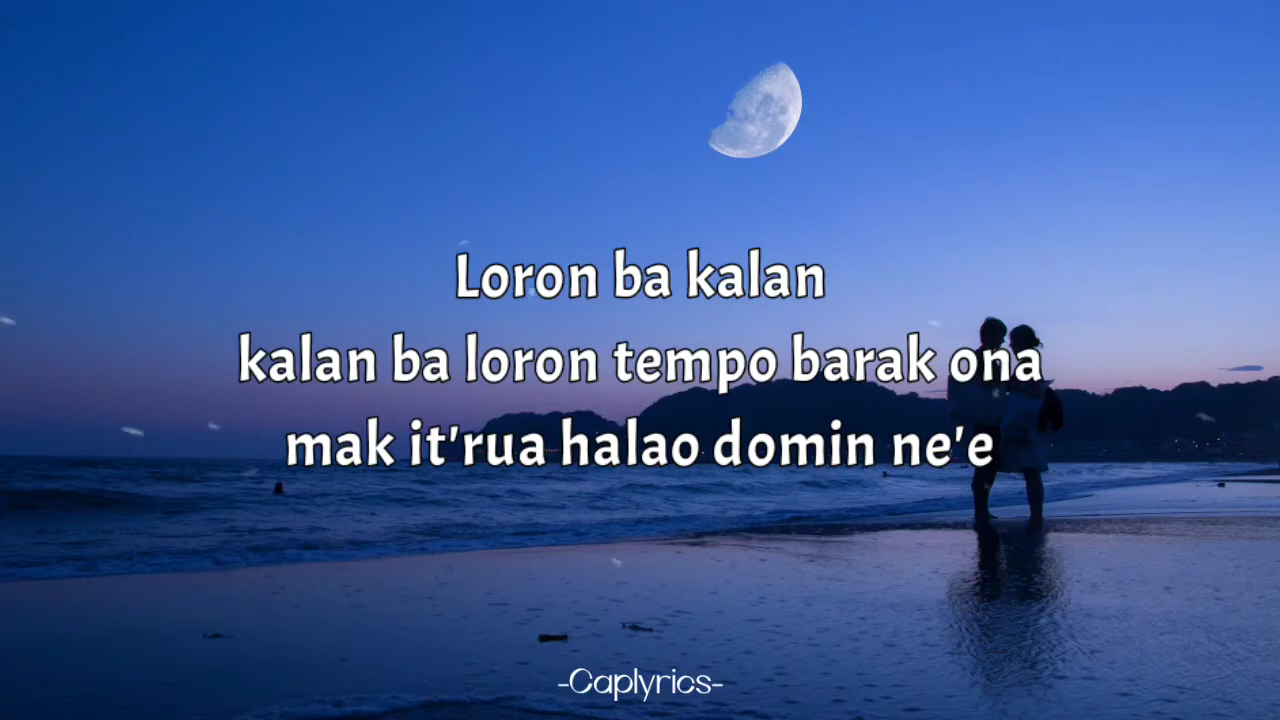 Loron ba kalan
kalan ba loron tempo barak ona
mak it'rua halao domin ne'e
-Caplyrics-